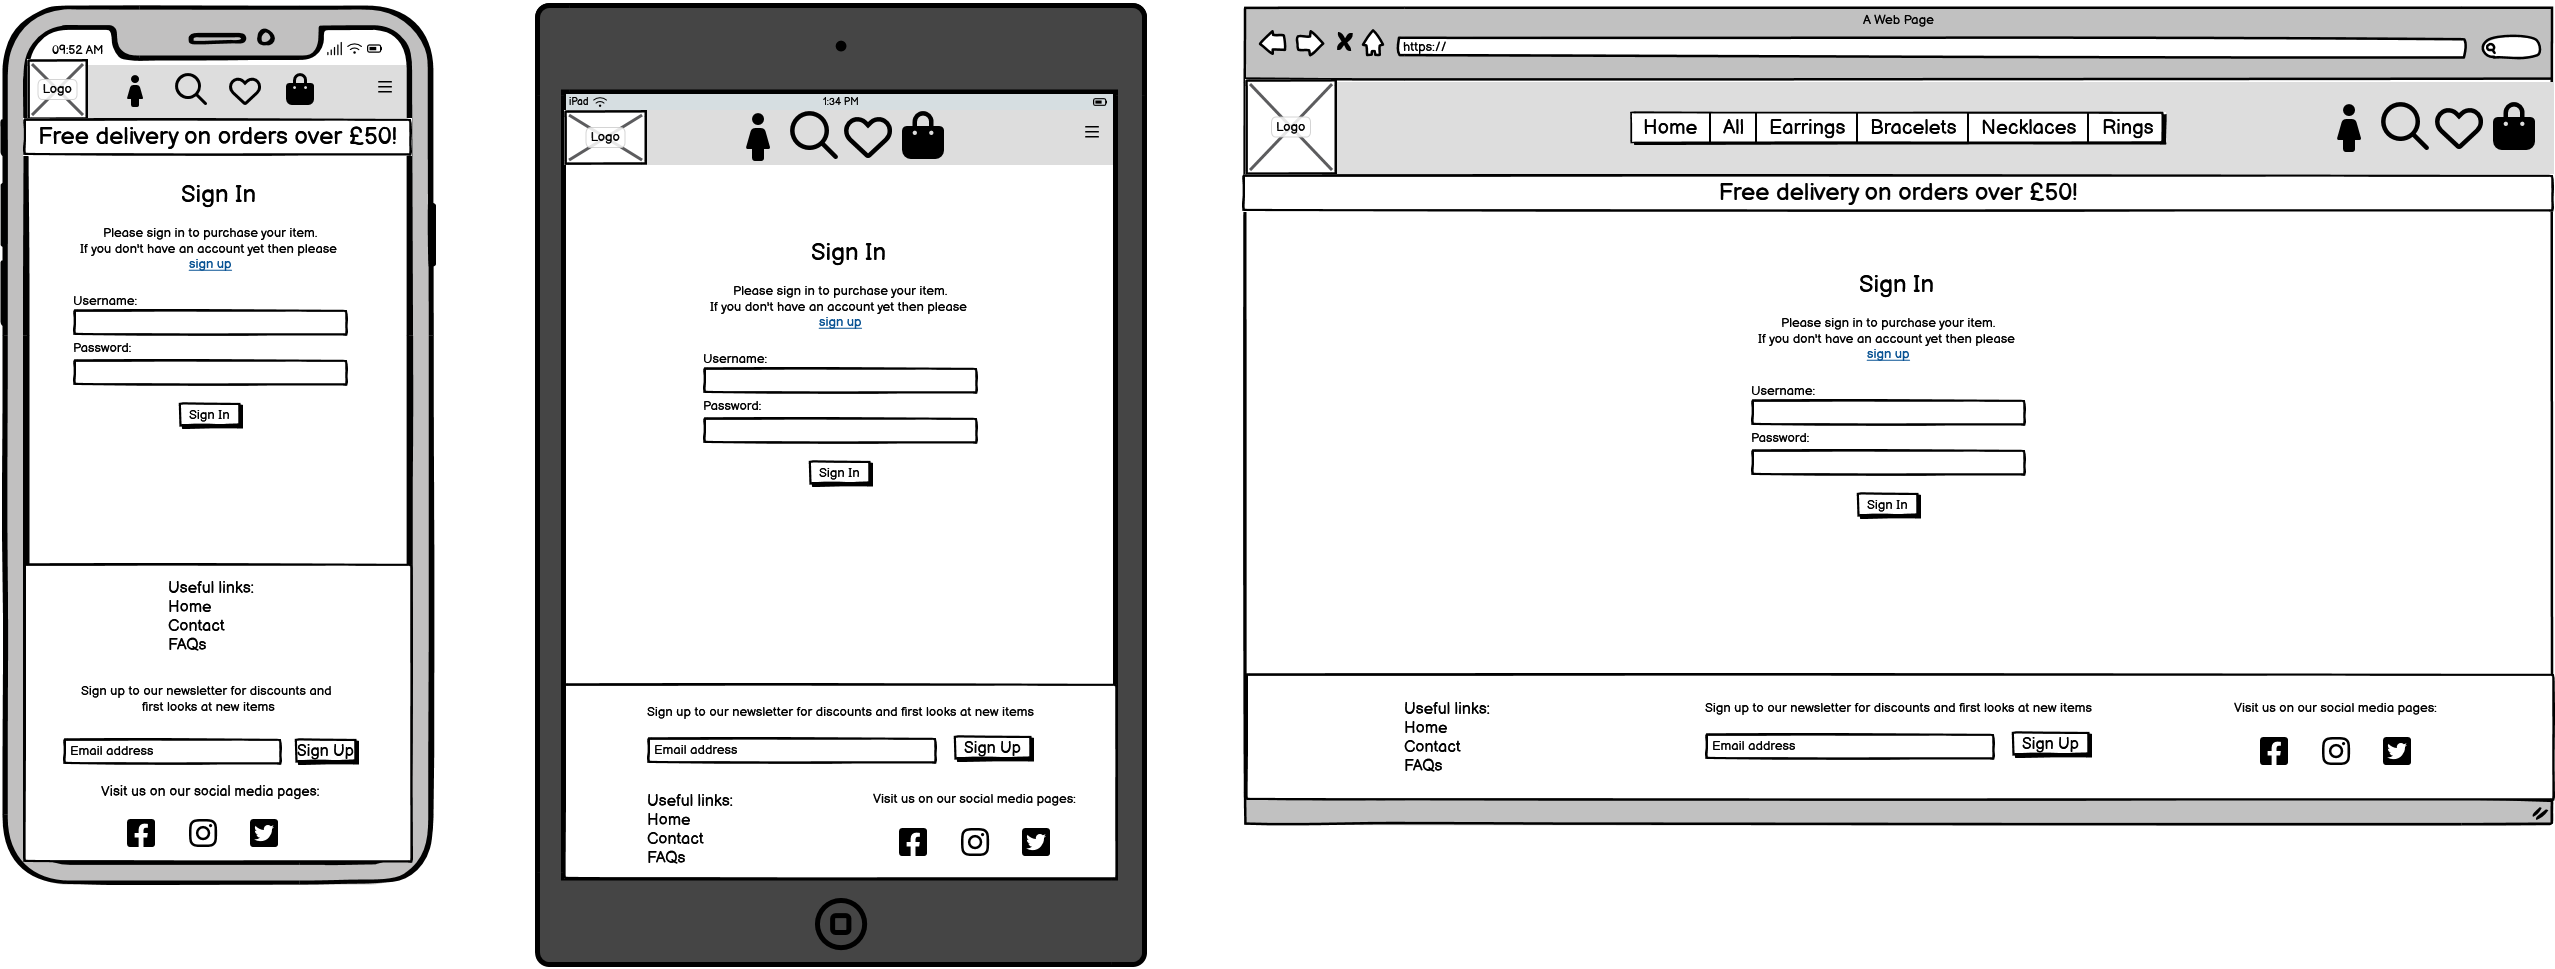 09:52 AM
Logo
Free delivery on orders over £50!
Sign In
Please sign in to purchase your item.
If you don't have an account yet then please
sign up
Username:
Password:
Sign In
Useful links:
Home
Contact
FAQs
Sign up to our newsletter for discounts and
first looks at new items
Email address
Sign Up
Visit us on our social media pages:
iPad
1:34 PM
Logo
Sign In
Please sign in to purchase your item.
If you don't have an account yet then please
sign up
Username:
Password:
Sign In
Sign up to our newsletter for discounts and first looks at new items
Email address
Sign Up
Useful links:
Home
Contact
FAQs
Visit us on our social media pages:
A Web Page
https://
Logo
Home All Earrings Bracelets Necklaces Rings
Free delivery on orders over £50!
Sign In
Please sign in to purchase your item.
If you don't have an account yet then please
sign up
Username:
Password:
Sign In
Useful links:
Home
Contact
FAQs
Sign up to our newsletter for discounts and first looks at new items
Email address
Sign Up
Visit us on our social media pages: